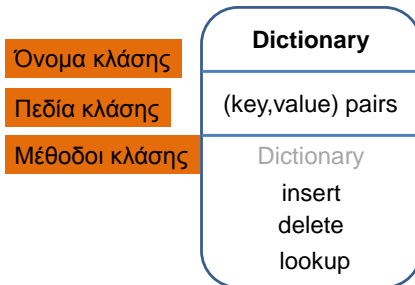 Dictionary
Όνομα κλάσης
Πεδία κλάσης
(key,value) pairs
Μέθοδοι κλάσης
Dictionary
insert
delete
lookup